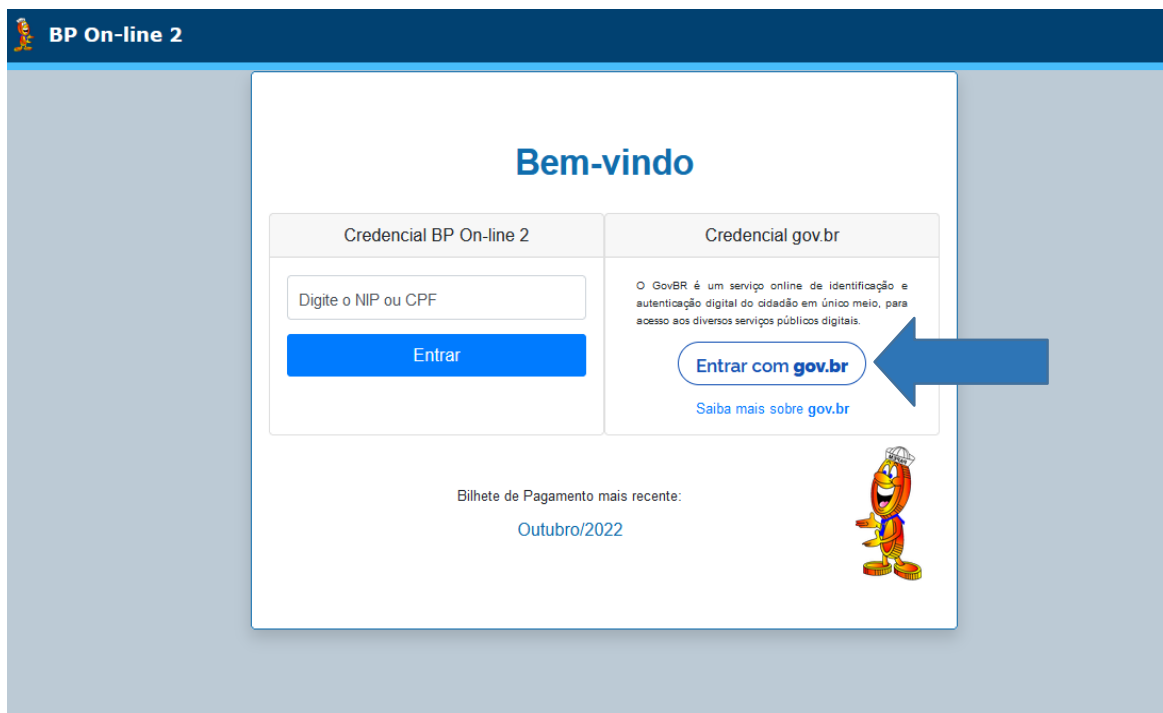 BP On-line 2
Bem-vindo
Credencial BP On-line 2
Digite o NIP ou CPF
Entrar
Credencial gov.br
O GovBR é um serviço online de identificação e
autenticação digital do cidadão em único meio, para
acesso aos diversos serviços públicos digitais.
Entrar com gov.br
Saiba mais sobre gov.br
Bilhete de Pagamento mais recente:
Outubro/2022